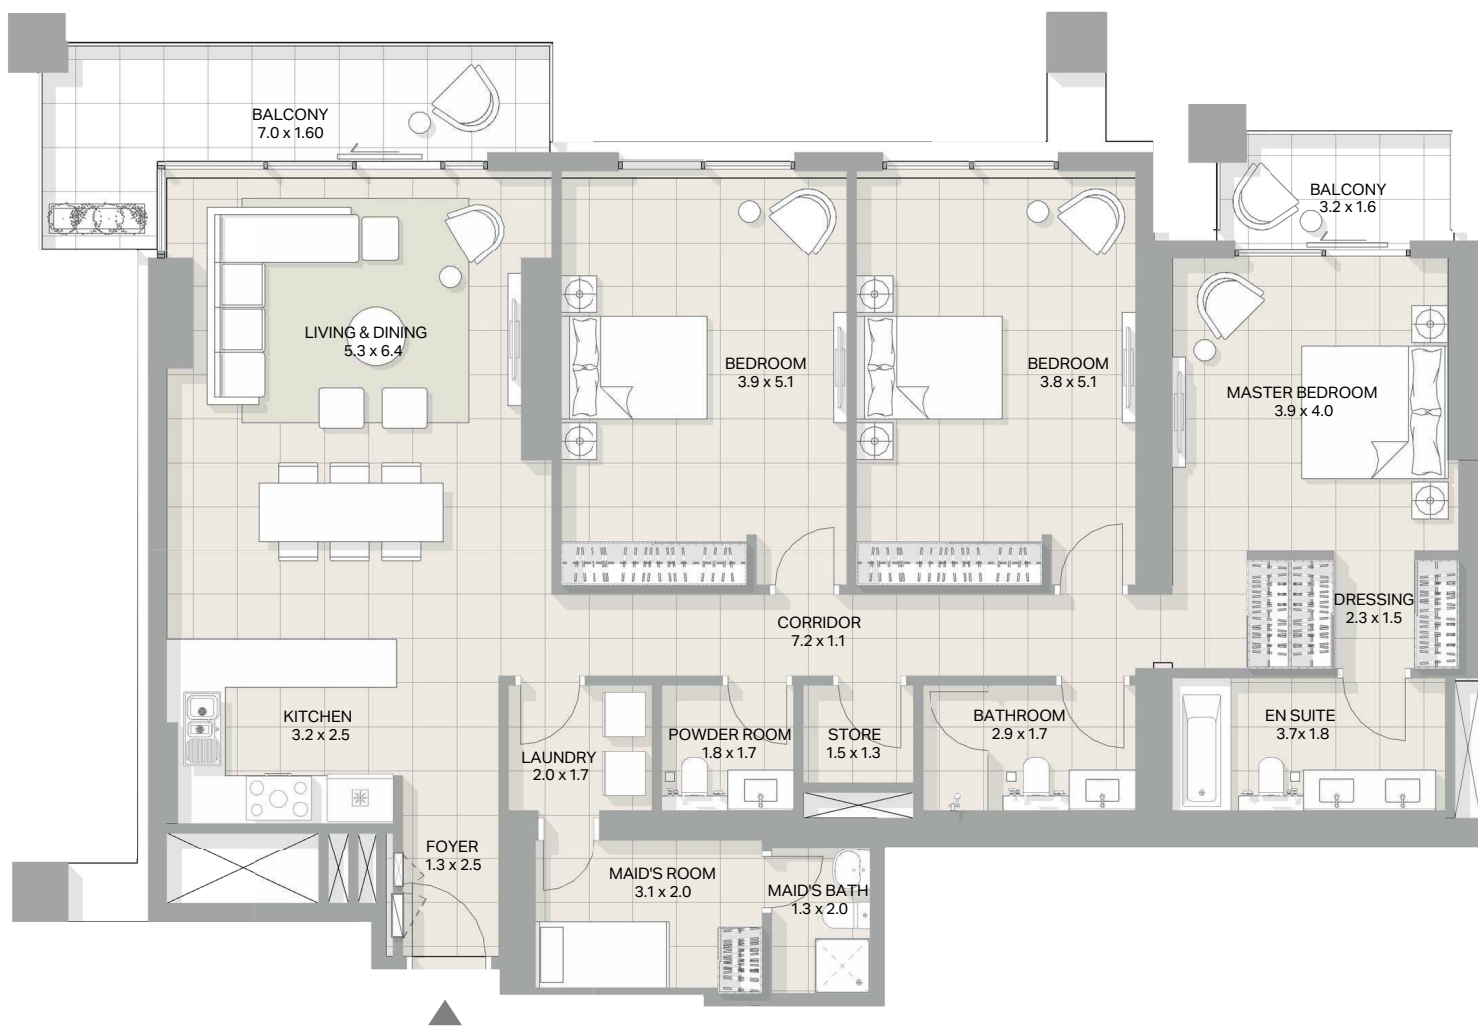 BALCONY
7.0 x 1.60
BALCONY
3.2 x 1.6
LIVING & DINING
5.3 x 6.4
BEDROOM
3.9 x 5.1
BEDROOM
3.8 x 5.1
MASTER BEDROOM
3.9 x 4.0
DRESSING
2.3 x 1.5
CORRIDOR
7.2 x 1.1
KITCHEN
3.2 x 2.5
LAUNDRY
2.0 x 1.7
POWDER ROOM
1.8 x 1.7
STORE
1.5 x 1.3
BATHROOM
2.9 x 1.7
EN SUITE
3.7x 1.8
FOYER
1.3 x 2.5
MAID'S ROOM
3.1 x 2.0
MAID'S BATH
1.3 x 2.0